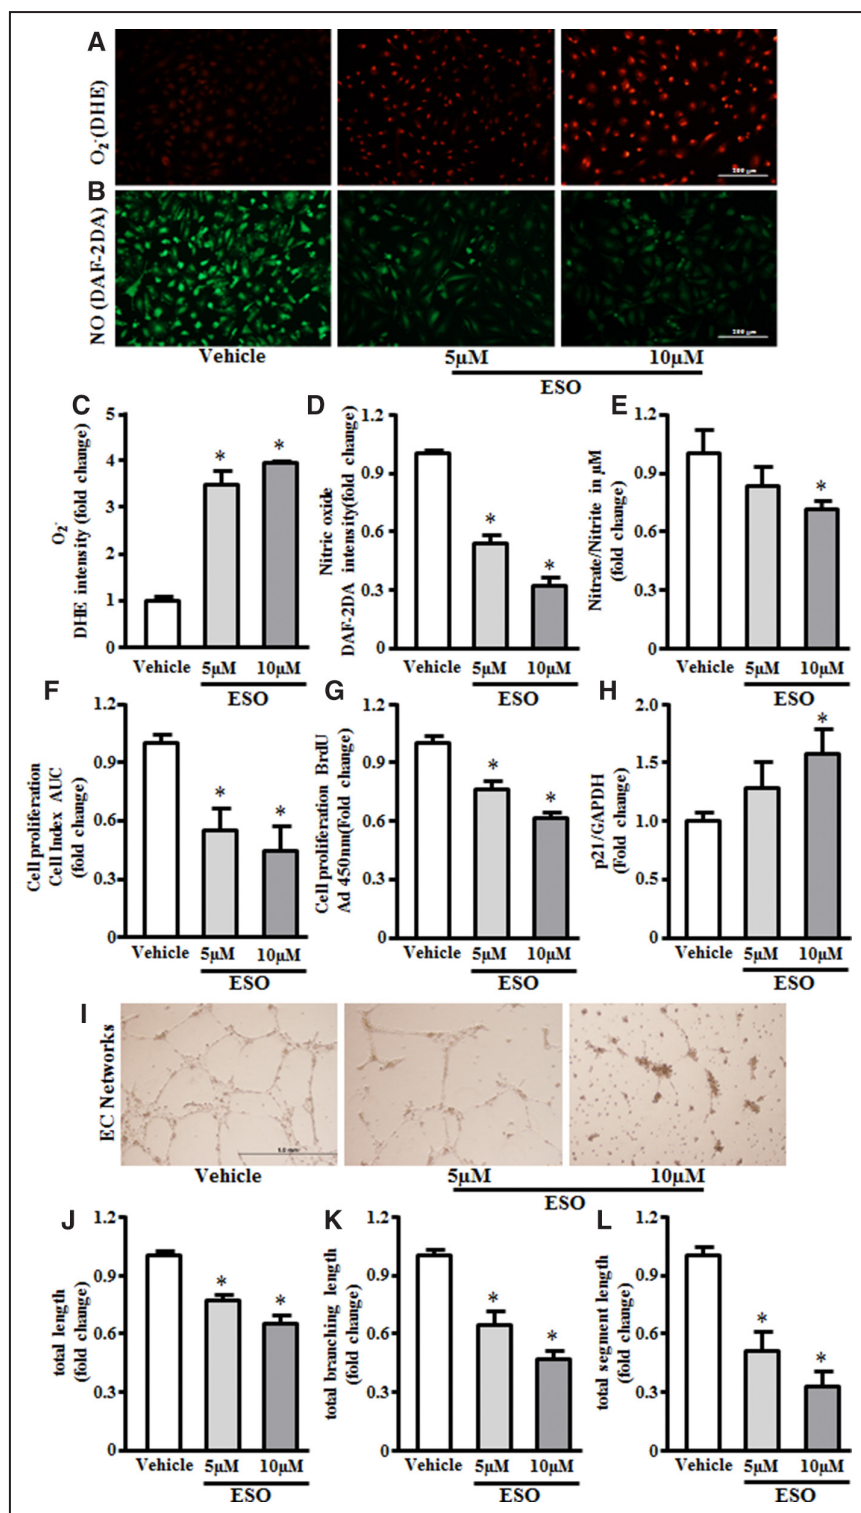 A
O₂⁻(DHE)
200 µm
B
NO (DAF-2DA)
200 µm
Vehicle
5µM
10µM
ESO
C
O₂⁻
DHE intensity (fold change)
5
4
3
2
1
0
*
*
Vehicle
5µM
10µM
ESO
D
Nitric oxide
DAF-2DA intensity(fold change)
1.2
0.9
0.6
0.3
0
*
*
Vehicle
5µM
10µM
ESO
E
Nitrate/Nitrite in µM
(fold change)
1.2
0.9
0.6
0.3
0
*
Vehicle
5µM
10µM
ESO
F
Cell proliferation
Cell Index AUC
(fold change)
1.2
0.9
0.6
0.3
0
*
*
Vehicle
5µM
10µM
ESO
G
Cell proliferation BrdU
Ad 450nm(Fold change)
1.2
0.9
0.6
0.3
0
*
*
Vehicle
5µM
10µM
ESO
H
p21/GAPDH
(Fold change)
2.0
1.5
1.0
0.5
0
*
Vehicle
5µM
10µM
ESO
I
EC Networks
1.0 mm
Vehicle
5µM
10µM
ESO
J
total length
(fold change)
1.2
0.9
0.6
0.3
0
*
*
Vehicle
5µM
10µM
ESO
K
total branching length
(fold change)
1.2
0.9
0.6
0.3
0
*
*
Vehicle
5µM
10µM
ESO
L
total segment length
(fold change)
1.2
0.9
0.6
0.3
0
*
*
Vehicle
5µM
10µM
ESO